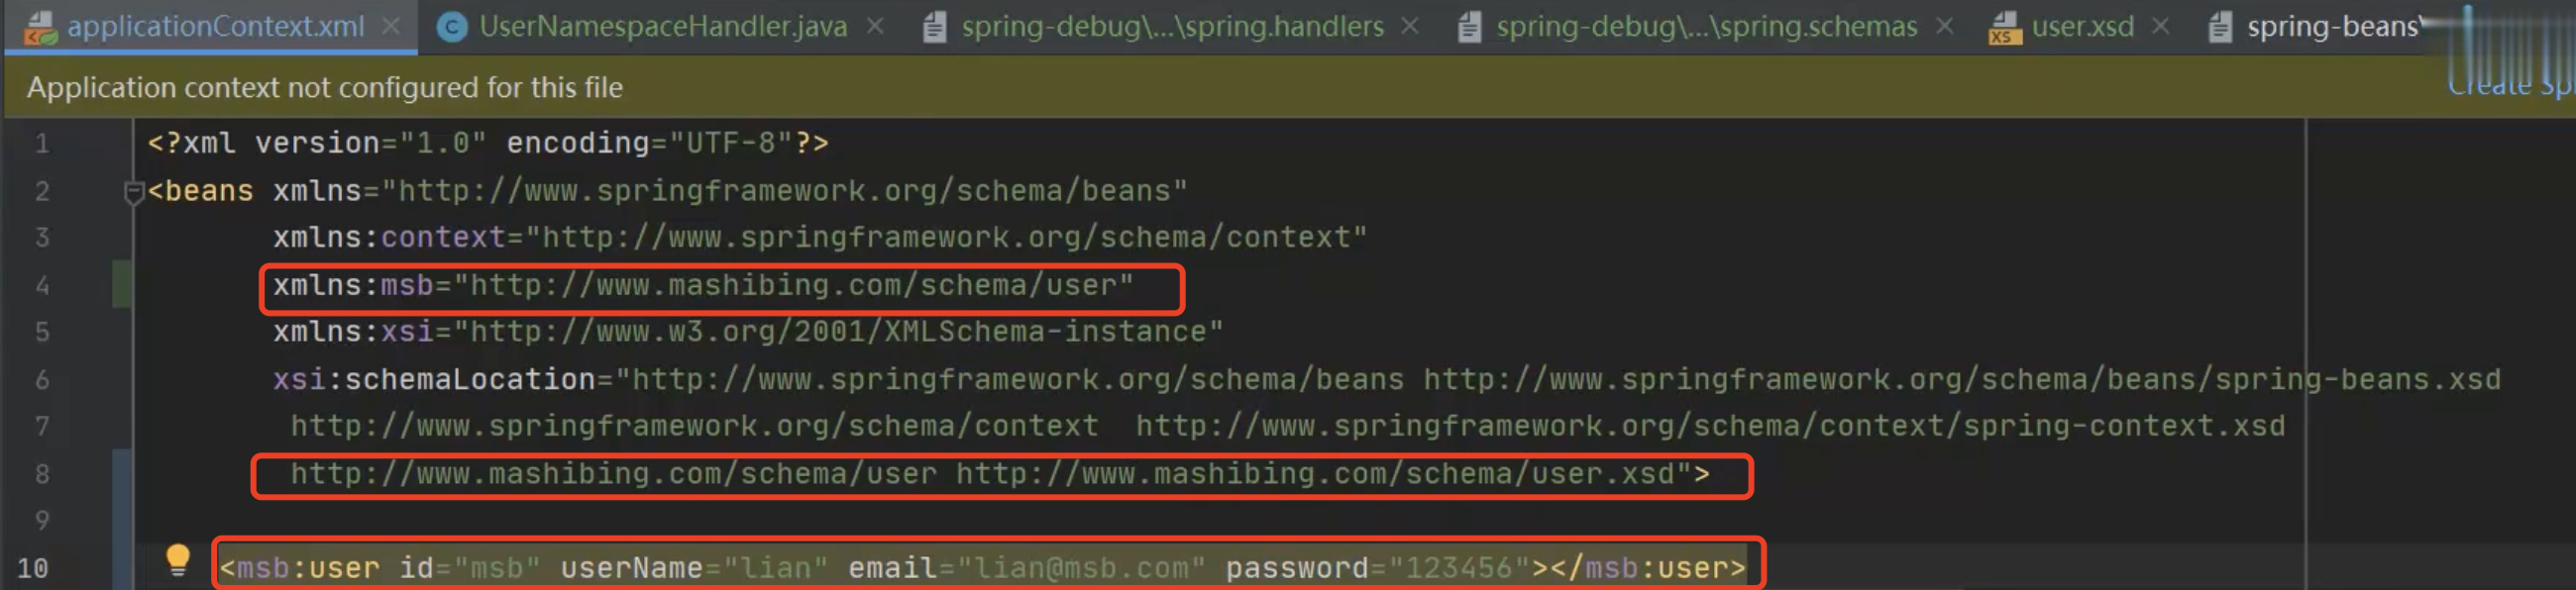 applicationContext.xml UserNamespaceHandler.java spring-debug\...\spring.handlers spring-debug\...\spring.schemas user.xsd spring-beans\
Application context not configured for this file Create Sp
1 <?xml version="1.0" encoding="UTF-8"?>
2 <beans xmlns="http://www.springframework.org/schema/beans"
3 xmlns:context="http://www.springframework.org/schema/context"
4 xmlns:msb="http://www.mashibing.com/schema/user"
5 xmlns:xsi="http://www.w3.org/2001/XMLSchema-instance"
6 xsi:schemaLocation="http://www.springframework.org/schema/beans http://www.springframework.org/schema/beans/spring-beans.xsd
7 http://www.springframework.org/schema/context  http://www.springframework.org/schema/context/spring-context.xsd
8 http://www.mashibing.com/schema/user http://www.mashibing.com/schema/user.xsd">
9
10 <msb:user id="msb" userName="lian" email="lian@msb.com" password="123456"></msb:user>